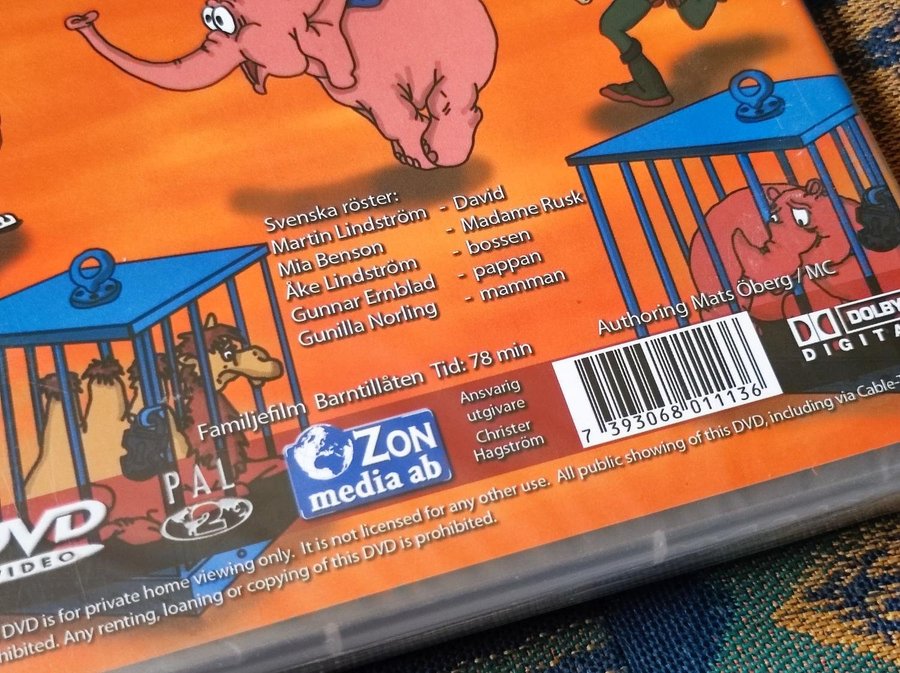 Svenska röster:
Martin Lindström - David
Mia Benson - Madame Rusk
Åke Lindström - bossen
Gunnar Ernblad - pappan
Gunilla Norling - mamman
Authoring Mats Öberg / MC
Familjefilm Barntillåten Tid: 78 min
Ansvarig
utgivare
Christer
Hagström
7 393068 011136
DOLBY
DIGITA
OZON
media ab
PAL
2
DVD
VIDEO
DVD is for private home viewing only. It is not licensed for any other use. All public showing of this DVD, including via Cable-T
hibited. Any renting, loaning or copying of this DVD is prohibited.